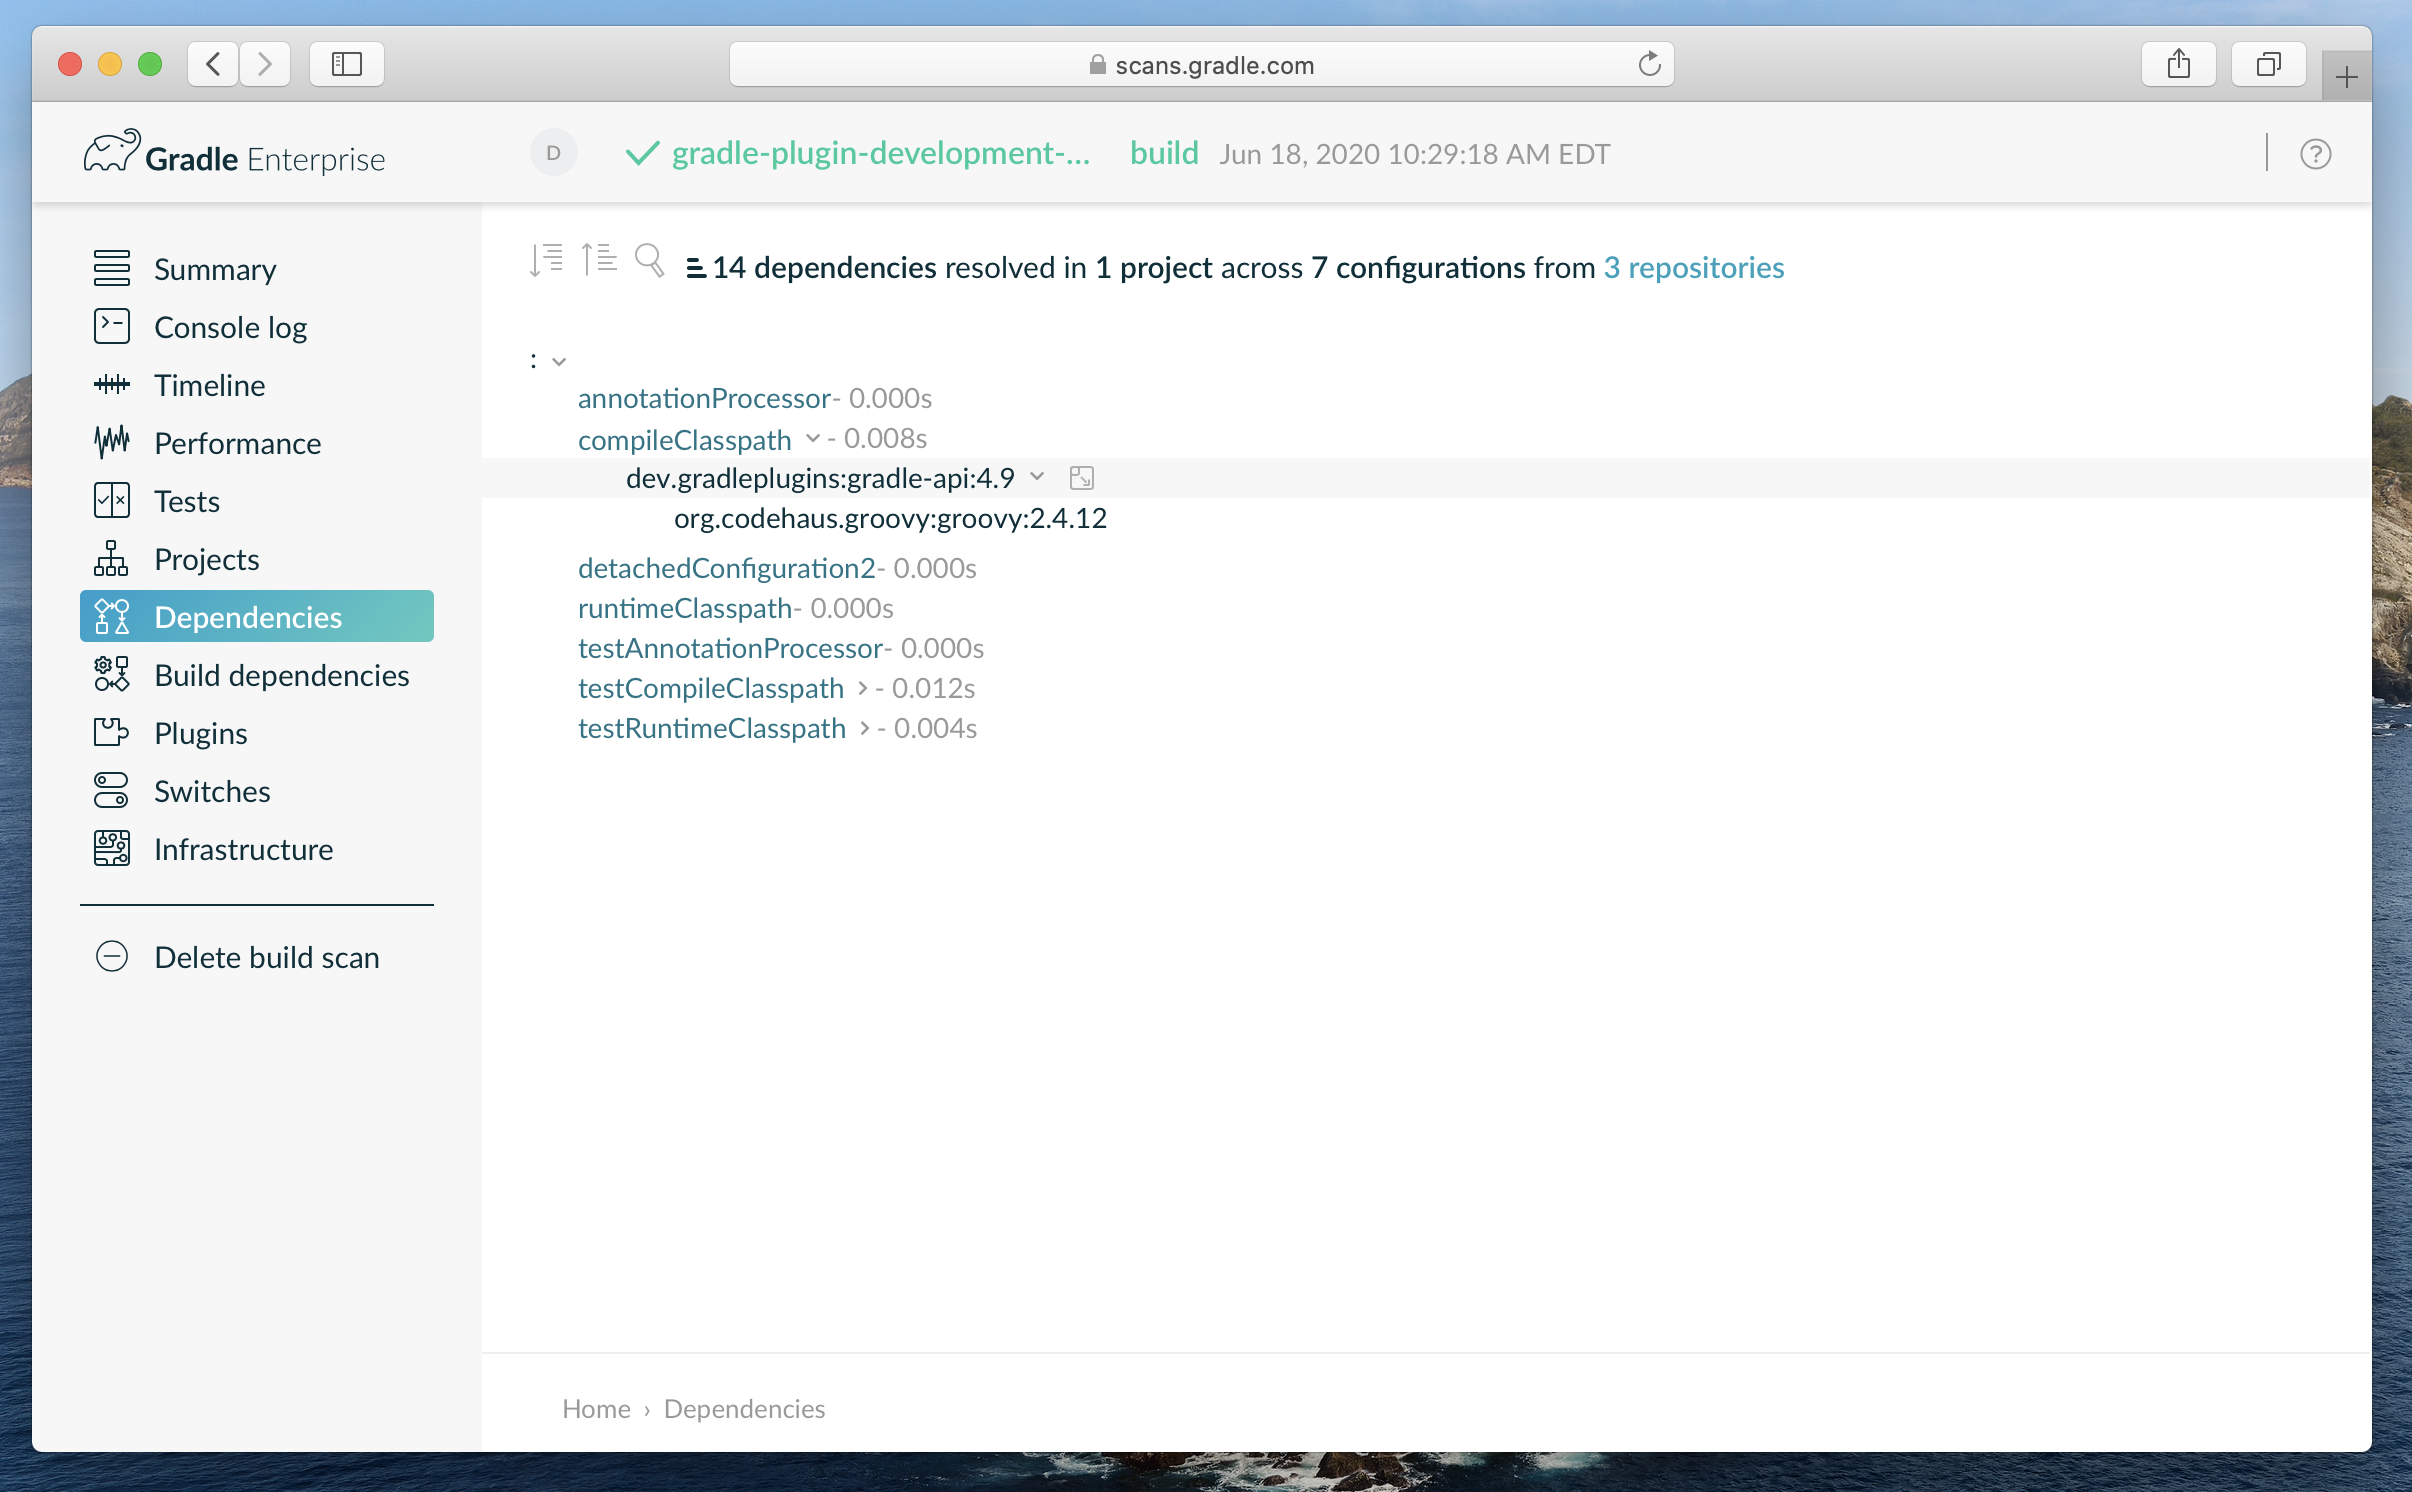 scans.gradle.com
Gradle Enterprise
D
gradle-plugin-development-... build Jun 18, 2020 10:29:18 AM EDT
Summary
Console log
Timeline
Performance
Tests
Projects
Dependencies
Build dependencies
Plugins
Switches
Infrastructure
Delete build scan
14 dependencies resolved in 1 project across 7 configurations from 3 repositories
:
annotationProcessor- 0.000s
compileClasspath - 0.008s
dev.gradleplugins:gradle-api:4.9
org.codehaus.groovy:groovy:2.4.12
detachedConfiguration2- 0.000s
runtimeClasspath- 0.000s
testAnnotationProcessor- 0.000s
testCompileClasspath - 0.012s
testRuntimeClasspath - 0.004s
Home › Dependencies